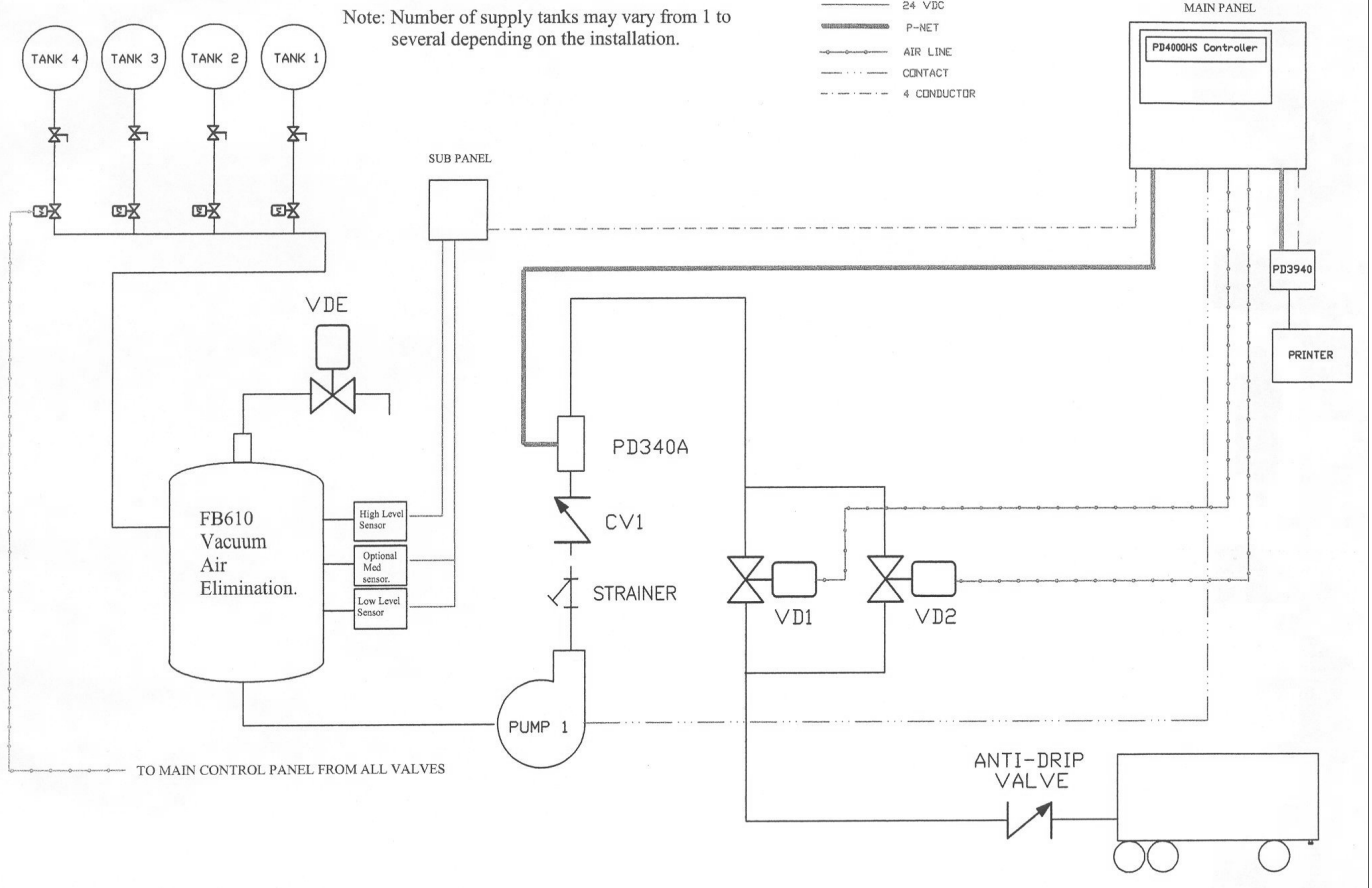 Note: Number of supply tanks may vary from 1 to
several depending on the installation.
24 VDC
P-NET
AIR LINE
CONTACT
4 CONDUCTOR
MAIN PANEL
PD4000HS Controller
TANK 4
TANK 3
TANK 2
TANK 1
SUB PANEL
PD3940
PRINTER
VDE
PD340A
FB610
Vacuum
Air
Elimination.
High Level
Sensor
Optional
Med
sensor.
Low Level
Sensor
CV1
STRAINER
VD1
VD2
PUMP 1
TO MAIN CONTROL PANEL FROM ALL VALVES
ANTI-DRIP
VALVE